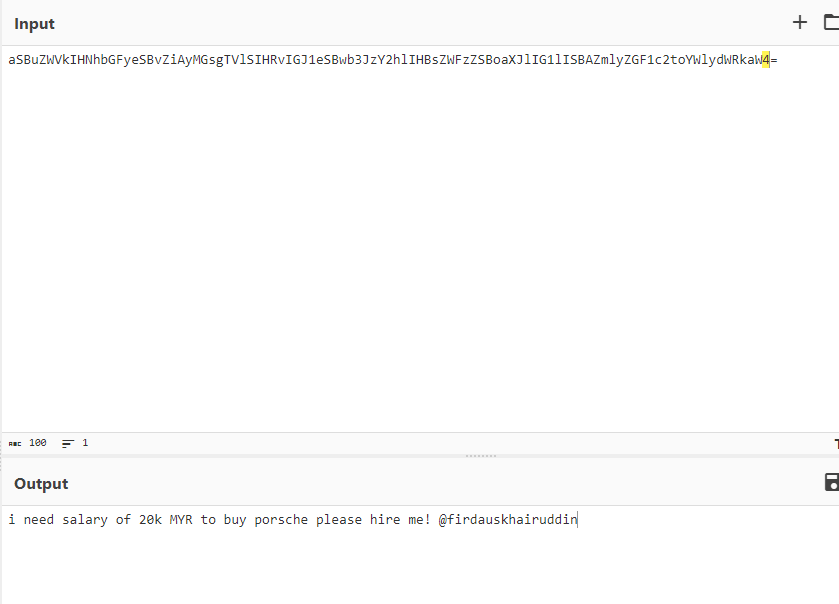 Input
aSBuZWVkIHNhbGFyeSBvZiAyMGsgTVlSIHRvIGJ1eSBwb3JzY2hlIHBsZWFzZSBoaXJlIG1lISBAZmlyZGF1c2toYWlydWRkaW4=
ABC 100 1
Output
i need salary of 20k MYR to buy porsche please hire me! @firdauskhairuddin